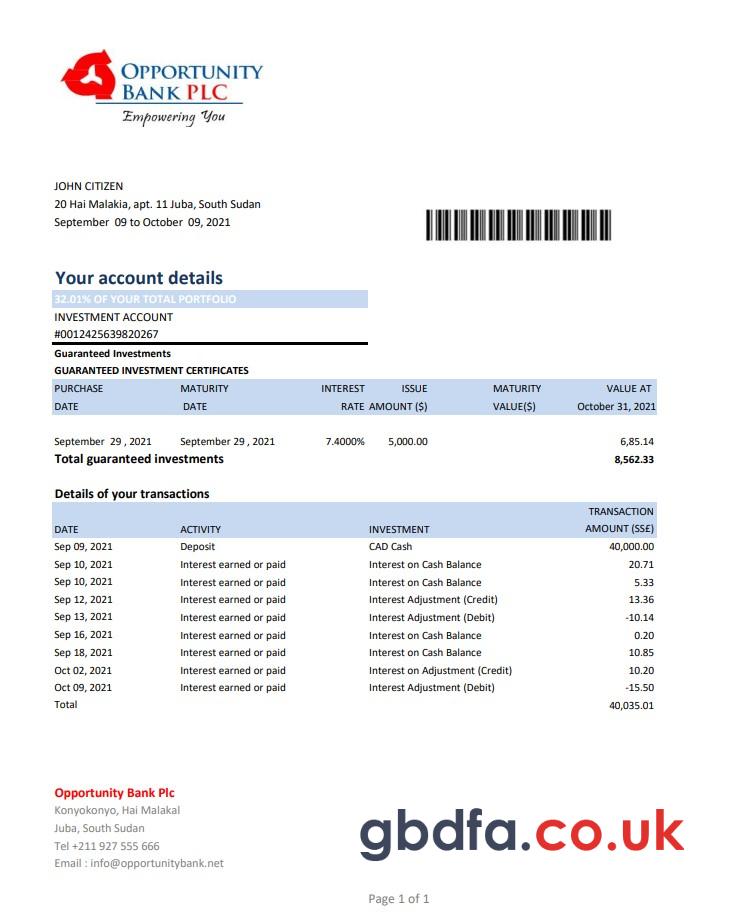 OPPORTUNITY
BANK PLC
Empowering You
JOHN CITIZEN
20 Hai Malakia, apt. 11 Juba, South Sudan
September 09 to October 09, 2021
Your account details
32.01% OF YOUR TOTAL PORTFOLIO
INVESTMENT ACCOUNT
#0012425639820267
Guaranteed Investments
GUARANTEED INVESTMENT CERTIFICATES
PURCHASE MATURITY INTEREST ISSUE MATURITY VALUE AT
DATE DATE RATE AMOUNT ($) VALUE($) October 31, 2021
September 29 , 2021 September 29 , 2021 7.4000% 5,000.00 6,85.14
Total guaranteed investments 8,562.33
Details of your transactions
TRANSACTION
DATE ACTIVITY INVESTMENT AMOUNT (SS£)
Sep 09, 2021 Deposit CAD Cash 40,000.00
Sep 10, 2021 Interest earned or paid Interest on Cash Balance 20.71
Sep 10, 2021 Interest earned or paid Interest on Cash Balance 5.33
Sep 12, 2021 Interest earned or paid Interest Adjustment (Credit) 13.36
Sep 13, 2021 Interest earned or paid Interest Adjustment (Debit) -10.14
Sep 16, 2021 Interest earned or paid Interest on Cash Balance 0.20
Sep 18, 2021 Interest earned or paid Interest on Cash Balance 10.85
Oct 02, 2021 Interest earned or paid Interest on Adjustment (Credit) 10.20
Oct 09, 2021 Interest earned or paid Interest Adjustment (Debit) -15.50
Total 40,035.01
Opportunity Bank Plc
Konyokonyo, Hai Malakal
Juba, South Sudan
Tel +211 927 555 666
Email : info@opportunitybank.net
gbdfa.co.uk
Page 1 of 1